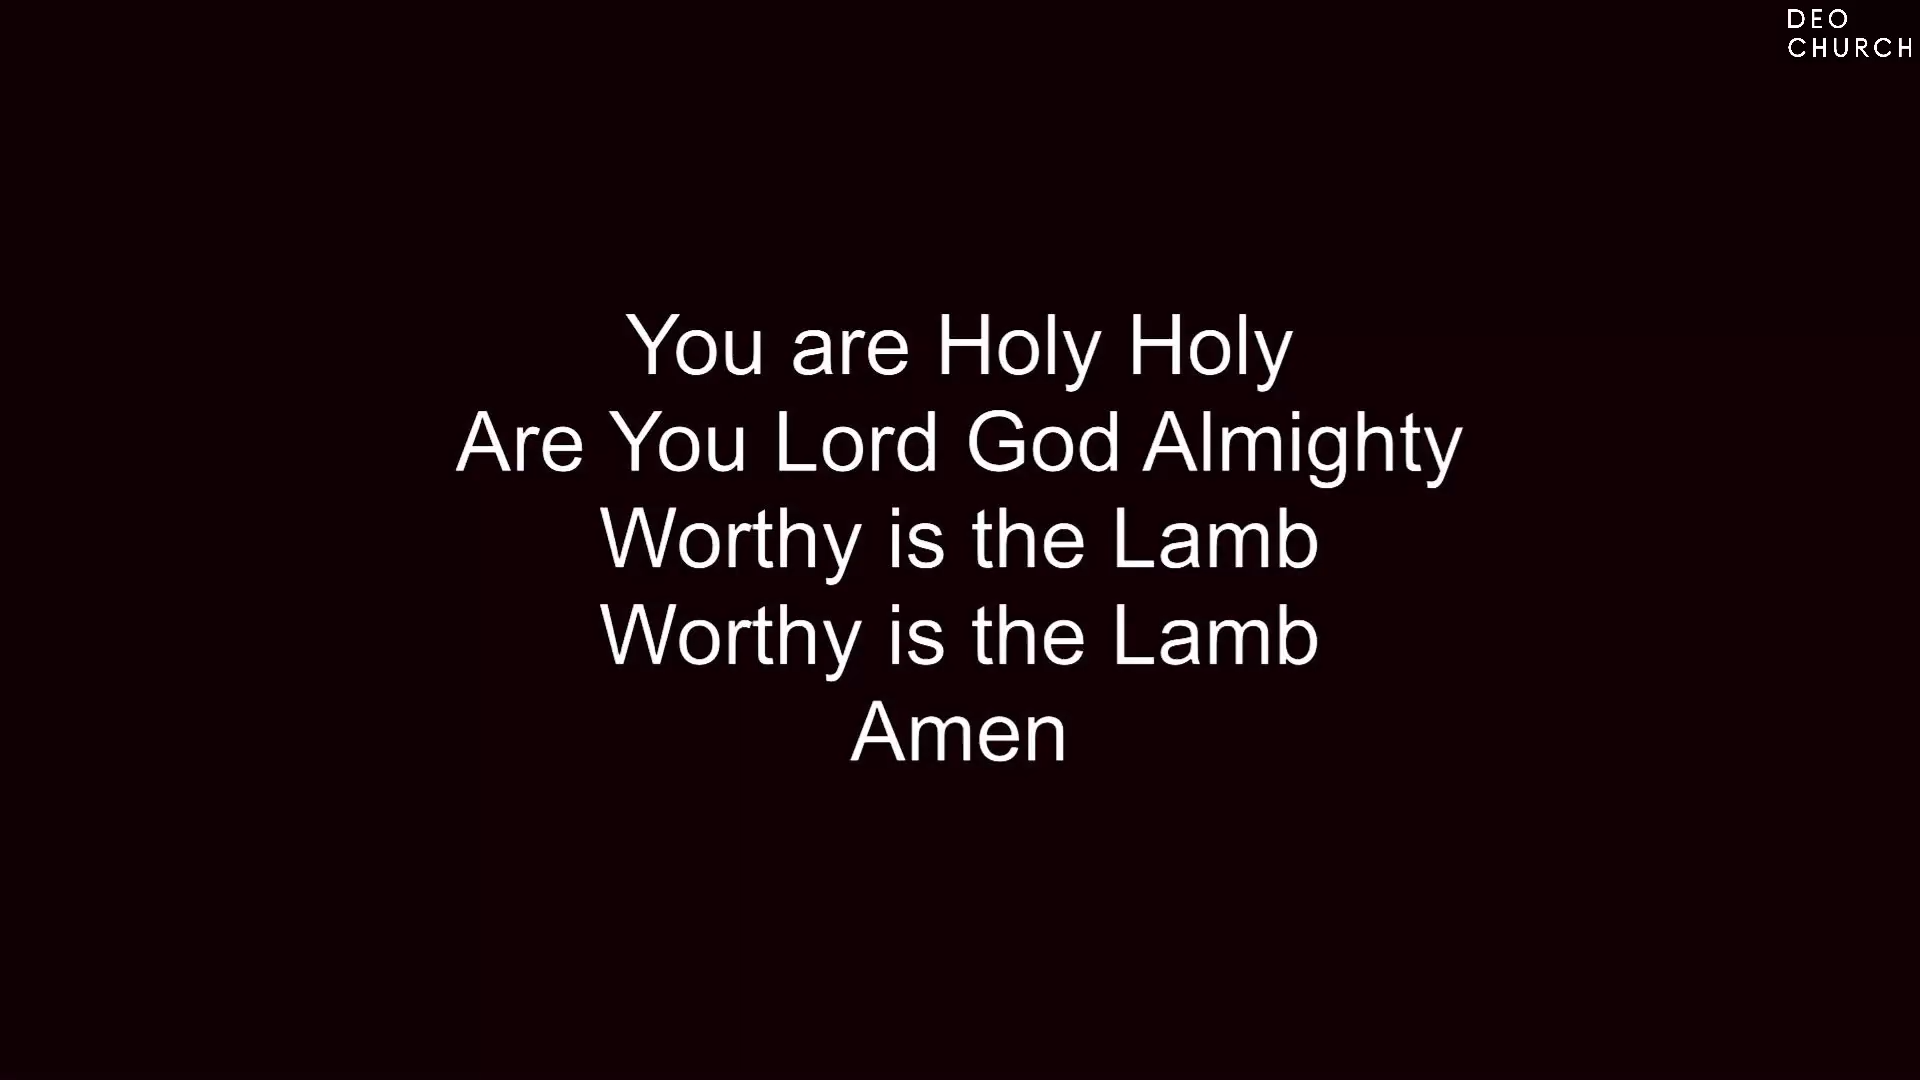 DEO
CHURCH
You are Holy Holy
Are You Lord God Almighty
Worthy is the Lamb
Worthy is the Lamb
Amen